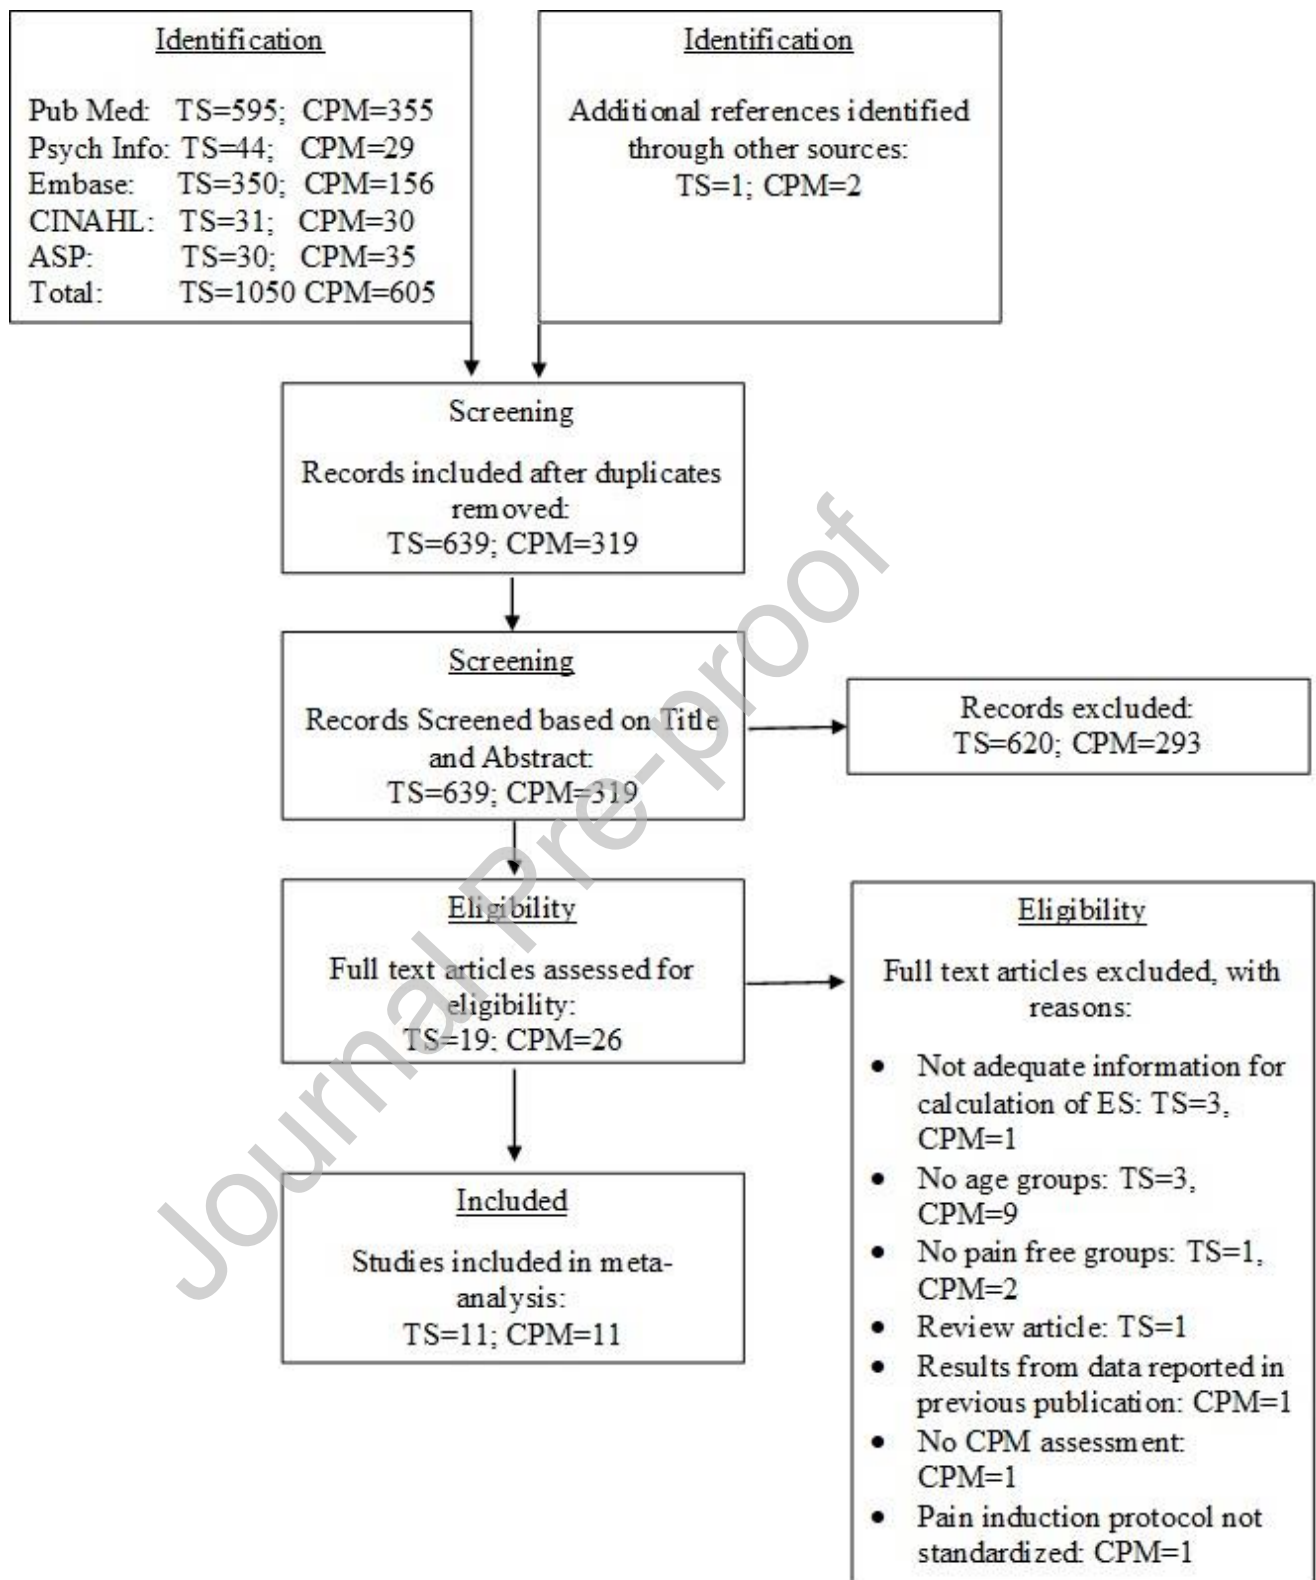 Identification
Pub Med: TS=595; CPM=355
Psych Info: TS=44; CPM=29
Embase: TS=350; CPM=156
CINAHL: TS=31; CPM=30
ASP: TS=30; CPM=35
Total: TS=1050 CPM=605
Identification
Additional references identified
through other sources:
TS=1; CPM=2
Screening
Records included after duplicates
removed:
TS=639; CPM=319
Screening
Records Screened based on Title
and Abstract:
TS=639; CPM=319
Records excluded:
TS=620; CPM=293
Eligibility
Full text articles assessed for
eligibility:
TS=19; CPM=26
Eligibility
Full text articles excluded, with
reasons:
• Not adequate information for
calculation of ES: TS=3,
CPM=1
• No age groups: TS=3,
CPM=9
• No pain free groups: TS=1,
CPM=2
• Review article: TS=1
• Results from data reported in
previous publication: CPM=1
• No CPM assessment:
CPM=1
• Pain induction protocol not
standardized: CPM=1
Included
Studies included in meta-
analysis:
TS=11; CPM=11
Journal Pre-proof